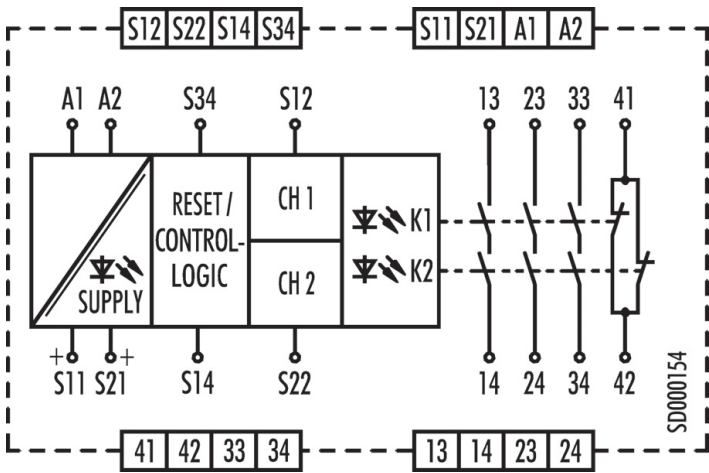 S12 S22 S14 S34
S11 S21 A1 A2
A1 A2 S34 S12 13 23 33 41
RESET /
CONTROL-
LOGIC
CH 1
K1
CH 2
K2
SUPPLY
+ +
S11 S21 S14 S22 14 24 34 42
SD000154
41 42 33 34
13 14 23 24